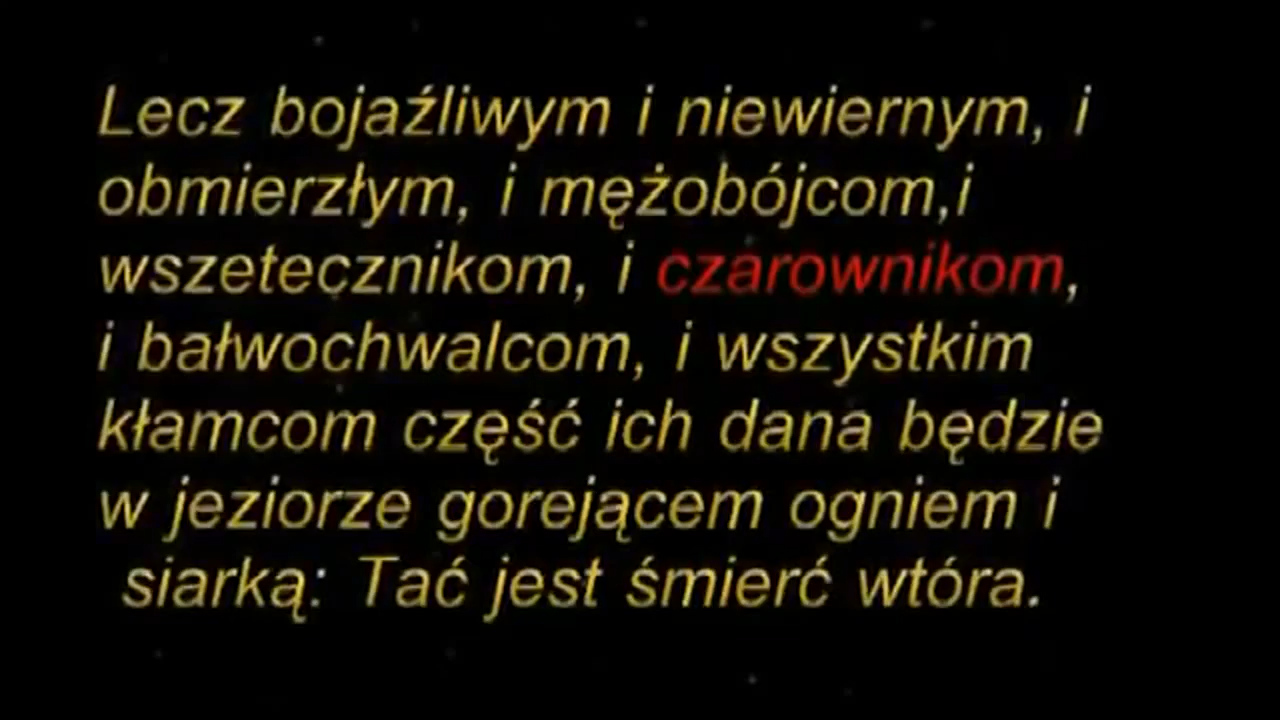 Lecz bojaźliwym i niewiernym, i
obmierzłym, i mężobójcom,i
wszetecznikom, i czarownikom,
i bałwochwalcom, i wszystkim
kłamcom część ich dana będzie
w jeziorze gorejącem ogniem i
siarką: Tać jest śmierć wtóra.